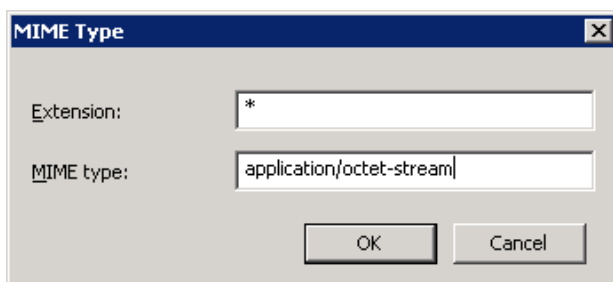 MIME Type
Extension: *
MIME type: application/octet-stream
OK Cancel